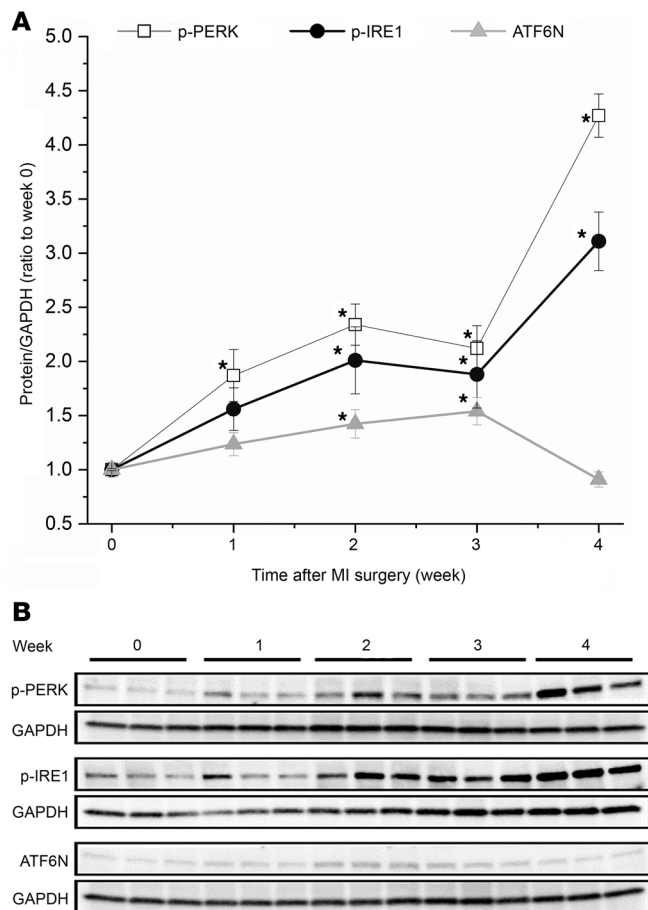 A
p-PERK p-IRE1 ATF6N
5.0
4.5
4.0
3.5
3.0
2.5
2.0
1.5
1.0
0.5
Protein/GAPDH (ratio to week 0)
* * * * * * * * * *
0 1 2 3 4
Time after MI surgery (week)
B
Week 0 1 2 3 4
p-PERK
GAPDH
p-IRE1
GAPDH
ATF6N
GAPDH